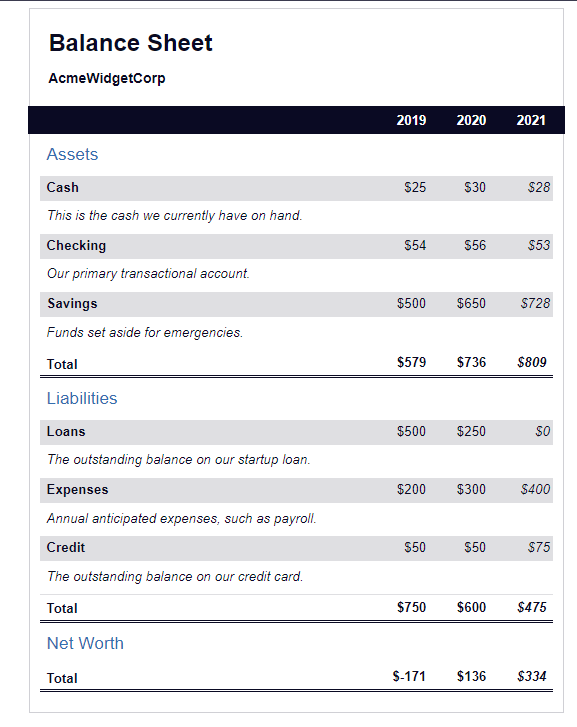 Balance Sheet
AcmeWidgetCorp
2019 2020 2021
Assets
Cash $25 $30 $28
This is the cash we currently have on hand.
Checking $54 $56 $53
Our primary transactional account.
Savings $500 $650 $728
Funds set aside for emergencies.
Total $579 $736 $809
Liabilities
Loans $500 $250 $0
The outstanding balance on our startup loan.
Expenses $200 $300 $400
Annual anticipated expenses, such as payroll.
Credit $50 $50 $75
The outstanding balance on our credit card.
Total $750 $600 $475
Net Worth
Total $-171 $136 $334